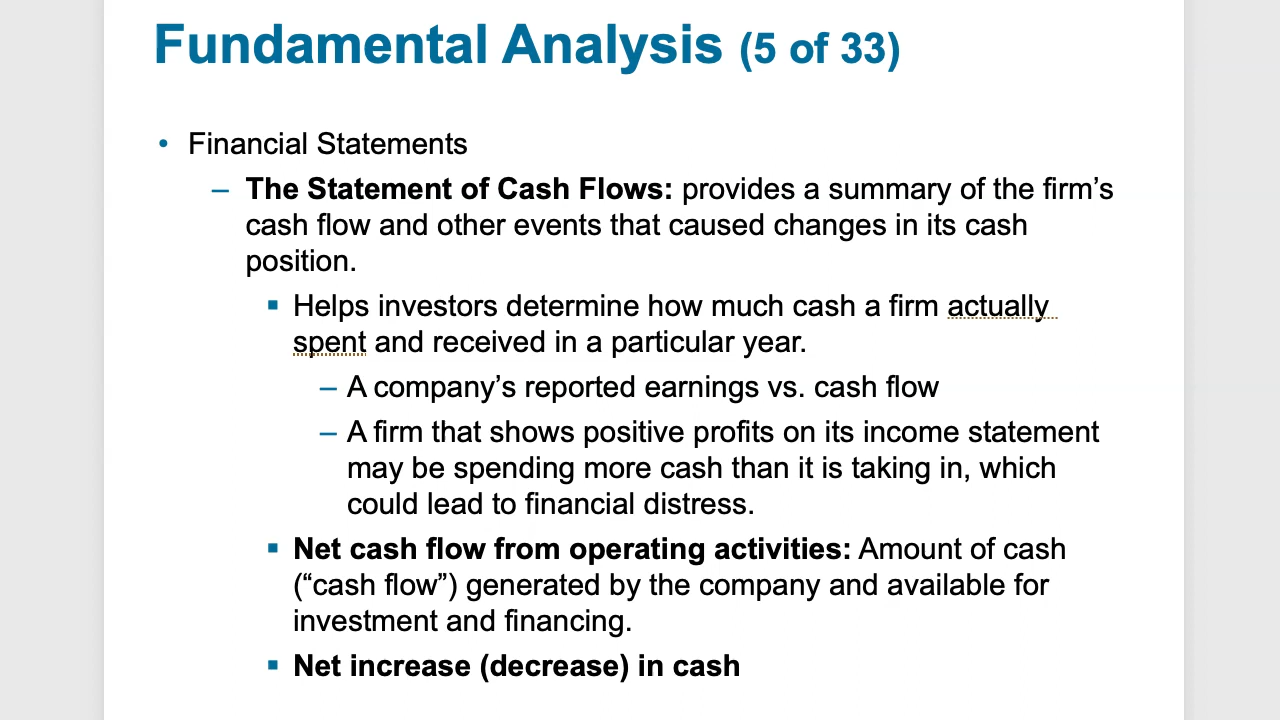 Fundamental Analysis (5 of 33)
• Financial Statements
– The Statement of Cash Flows: provides a summary of the firm’s
cash flow and other events that caused changes in its cash
position.
▪ Helps investors determine how much cash a firm actually
spent and received in a particular year.
– A company’s reported earnings vs. cash flow
– A firm that shows positive profits on its income statement
may be spending more cash than it is taking in, which
could lead to financial distress.
▪ Net cash flow from operating activities: Amount of cash
(“cash flow”) generated by the company and available for
investment and financing.
▪ Net increase (decrease) in cash